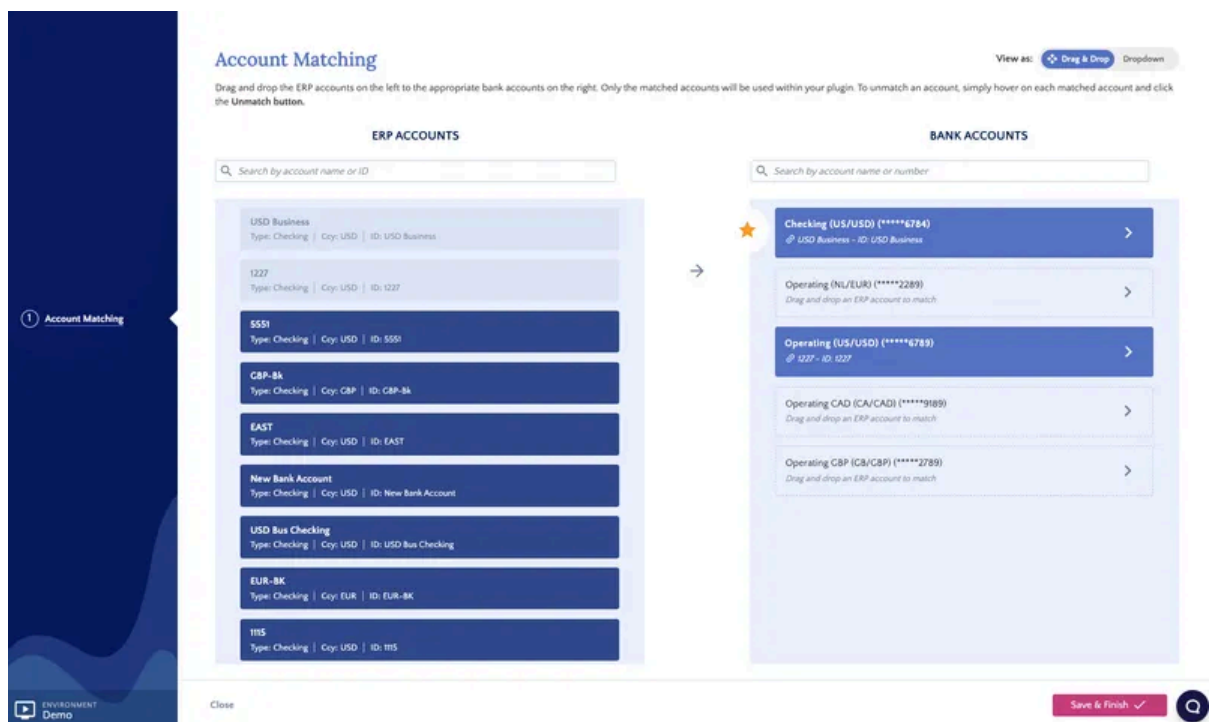 Account Matching
View as: Drag & Drop Dropdown
Drag and drop the ERP accounts on the left to the appropriate bank accounts on the right. Only the matched accounts will be used within your plugin. To unmatch an account, simply hover on each matched account and click
the Unmatch button.
ERP ACCOUNTS
Search by account name or ID
USD Business
Type: Checking | Ccy: USD | ID: USD Business
1227
Type: Checking | Ccy: USD | ID: 1227
5551
Type: Checking | Ccy: USD | ID: 5551
GBP-Bk
Type: Checking | Ccy: GBP | ID: GBP-Bk
EAST
Type: Checking | Ccy: USD | ID: EAST
New Bank Account
Type: Checking | Ccy: USD | ID: New Bank Account
USD Bus Checking
Type: Checking | Ccy: USD | ID: USD Bus Checking
EUR-BK
Type: Checking | Ccy: EUR | ID: EUR-BK
1115
Type: Checking | Ccy: USD | ID: 1115
BANK ACCOUNTS
Search by account name or number
Checking (US/USD) (*****6784)
USD Business - ID: USD Business
Operating (NL/EUR) (*****2289)
Drag and drop an ERP account to match
Operating (US/USD) (*****6789)
1227 - ID: 1227
Operating CAD (CA/CAD) (*****9189)
Drag and drop an ERP account to match
Operating GBP (GB/GBP) (*****2789)
Drag and drop an ERP account to match
1 Account Matching
ENVIRONMENT
Demo
Close
Save & Finish